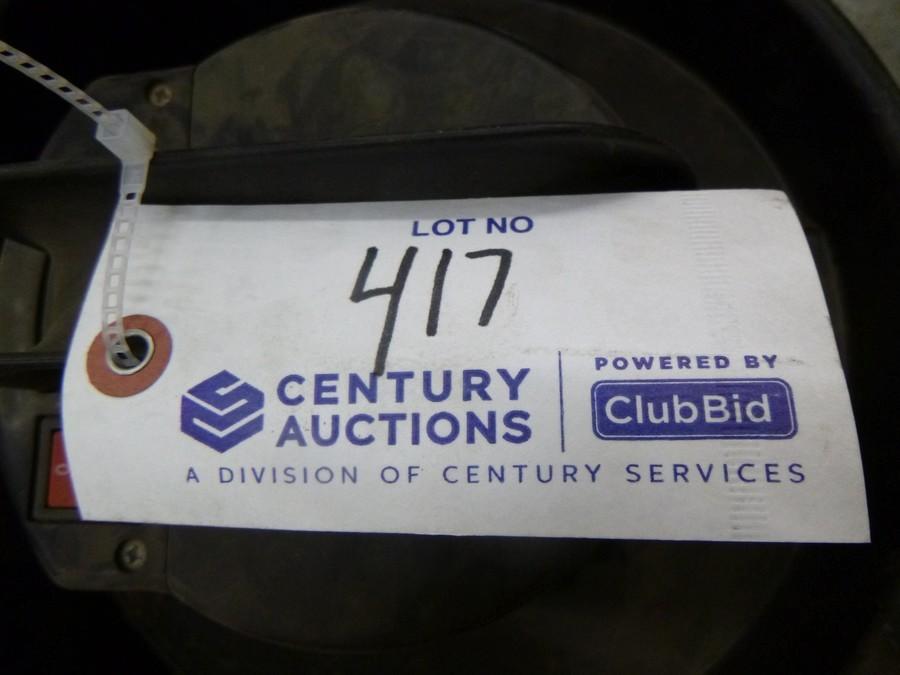 LOT NO
417
CENTURY
AUCTIONS
POWERED BY
ClubBid
A DIVISION OF CENTURY SERVICES